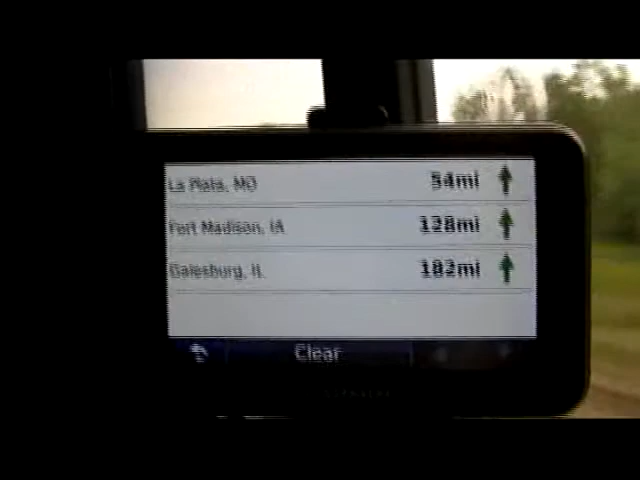 La Plata, MO 54mi
Fort Madison, IA 128mi
Galesburg, IL 182mi
Clear